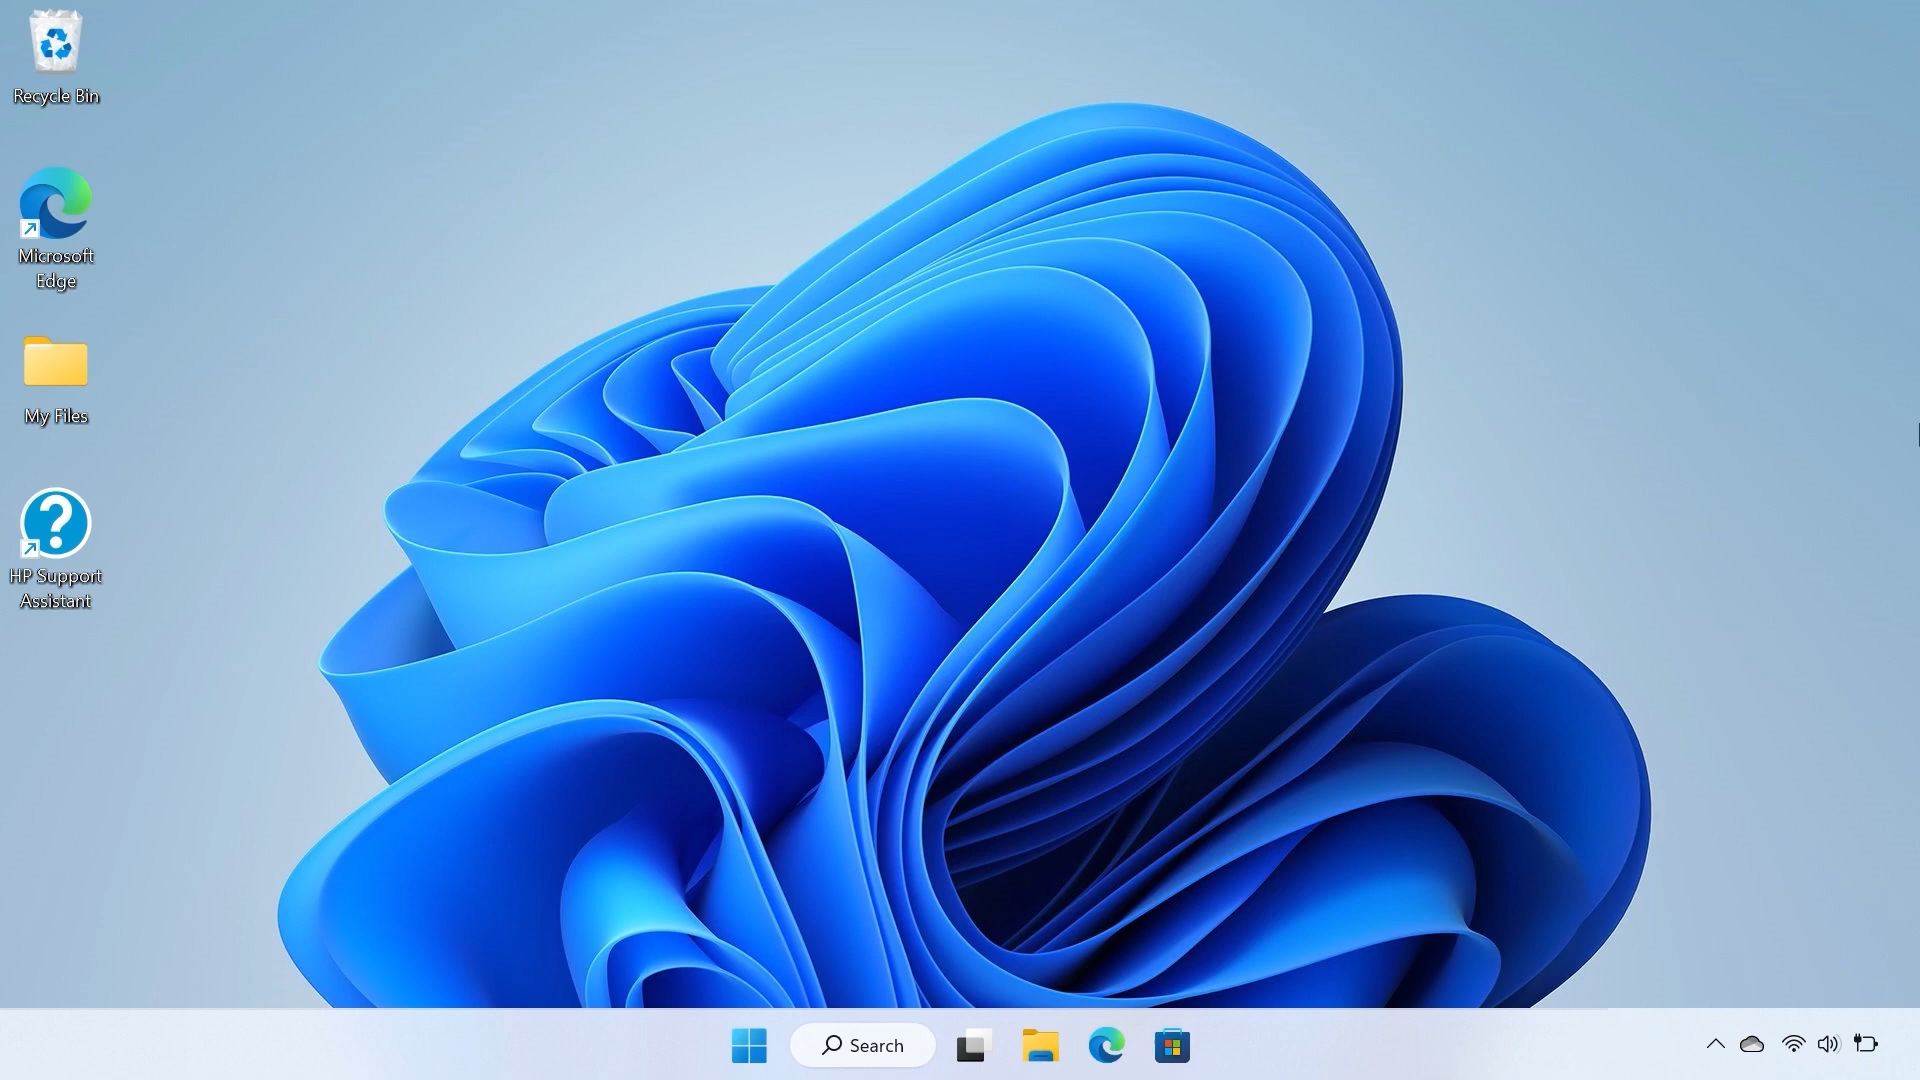 Recycle Bin
Microsoft
Edge
My Files
HP Support
Assistant
Search